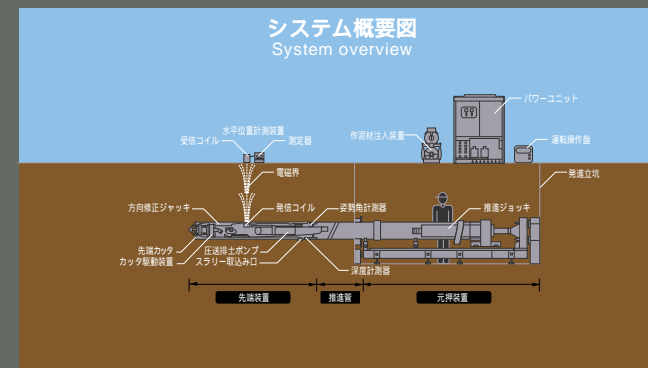 システム概要図
System overview
パワーユニット
水平位置計測装置
受信コイル
測定器
作泥材注入装置
運転操作盤
電磁界
発進立坑
方向修正ジャッキ
発信コイル
姿勢角計測器
推進ジョッキ
先端カッタ
カッタ駆動装置
圧送排土ポンプ
スラリー取込み口
深度計測器
先端装置
推進管
元押装置